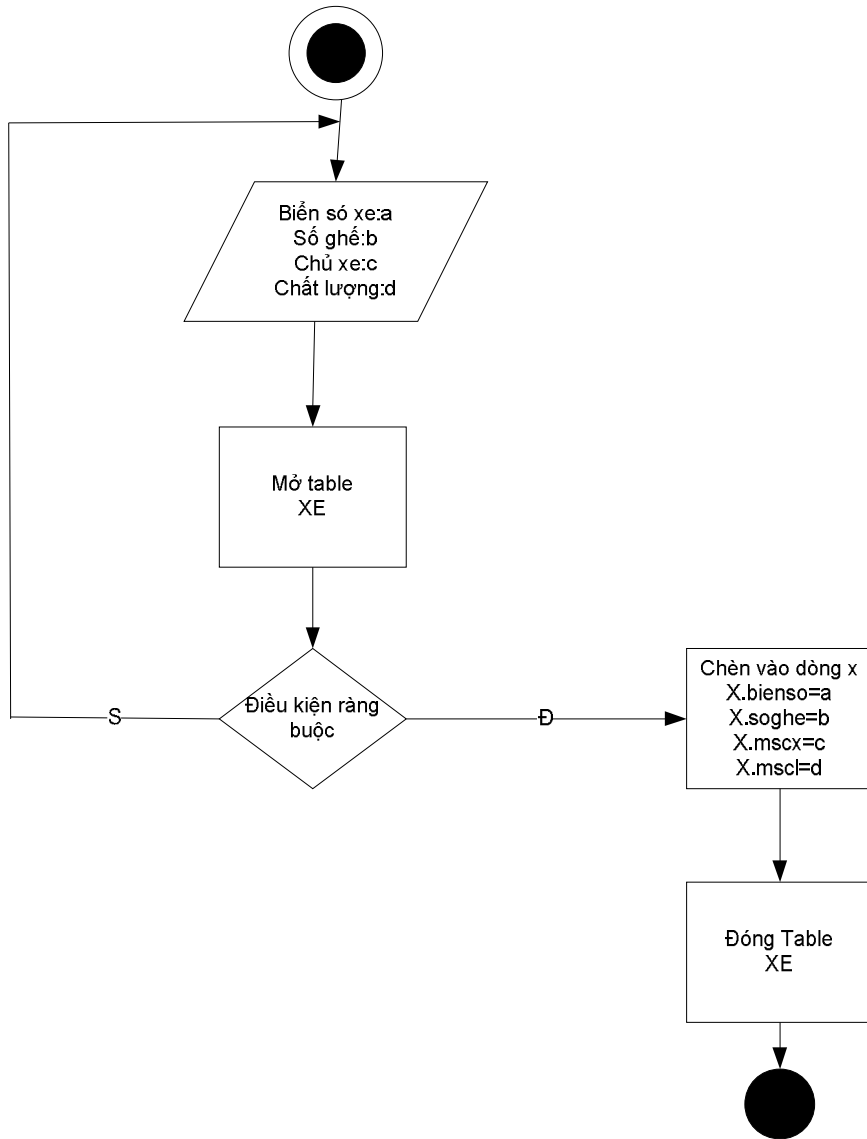 Biển só xe:a
Số ghế:b
Chủ xe:c
Chất lượng:d
Mở table
XE
Điều kiện ràng
buộc
S
Đ
Chèn vào dòng x
X.bienso=a
X.soghe=b
X.mscx=c
X.mscl=d
Đóng Table
XE